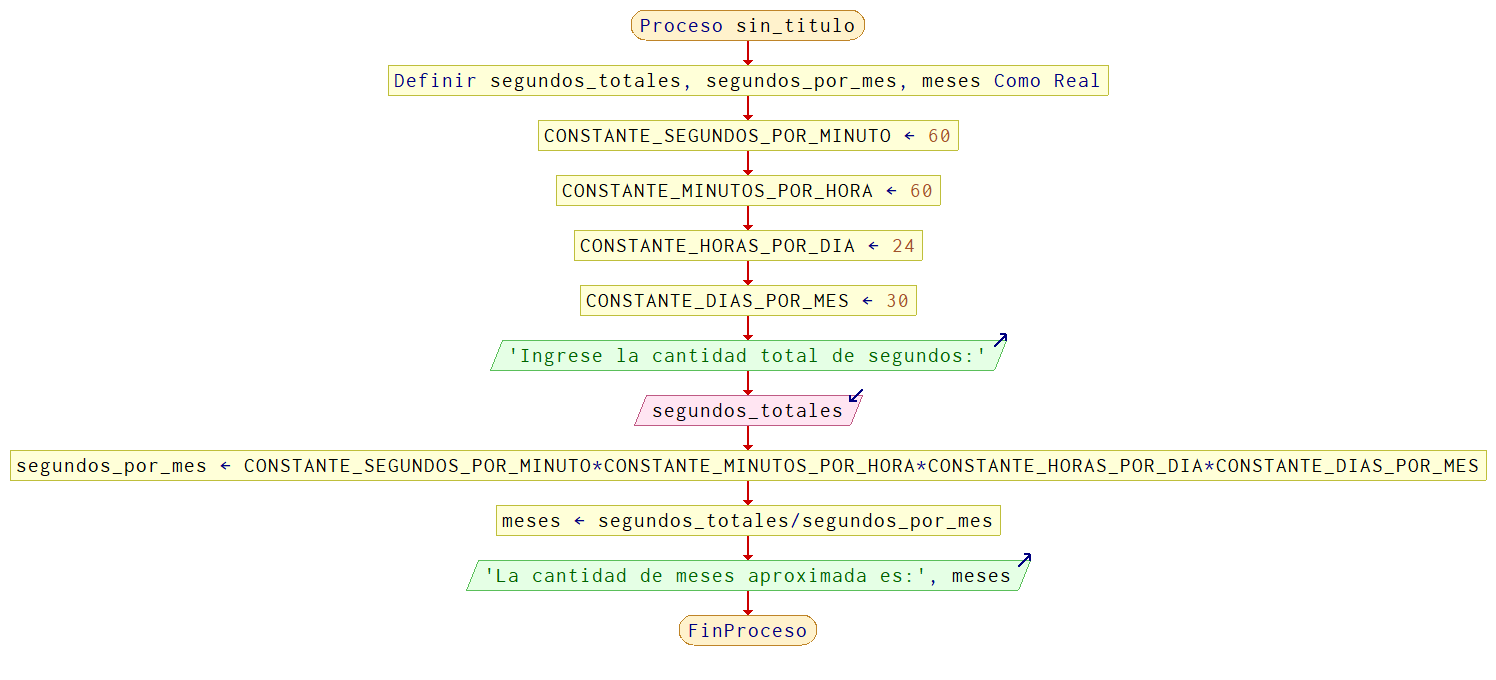 Proceso sin_titulo
Definir segundos_totales, segundos_por_mes, meses Como Real
CONSTANTE_SEGUNDOS_POR_MINUTO ← 60
CONSTANTE_MINUTOS_POR_HORA ← 60
CONSTANTE_HORAS_POR_DIA ← 24
CONSTANTE_DIAS_POR_MES ← 30
'Ingrese la cantidad total de segundos:'
segundos_totales
segundos_por_mes ← CONSTANTE_SEGUNDOS_POR_MINUTO*CONSTANTE_MINUTOS_POR_HORA*CONSTANTE_HORAS_POR_DIA*CONSTANTE_DIAS_POR_MES
meses ← segundos_totales/segundos_por_mes
'La cantidad de meses aproximada es:', meses
FinProceso